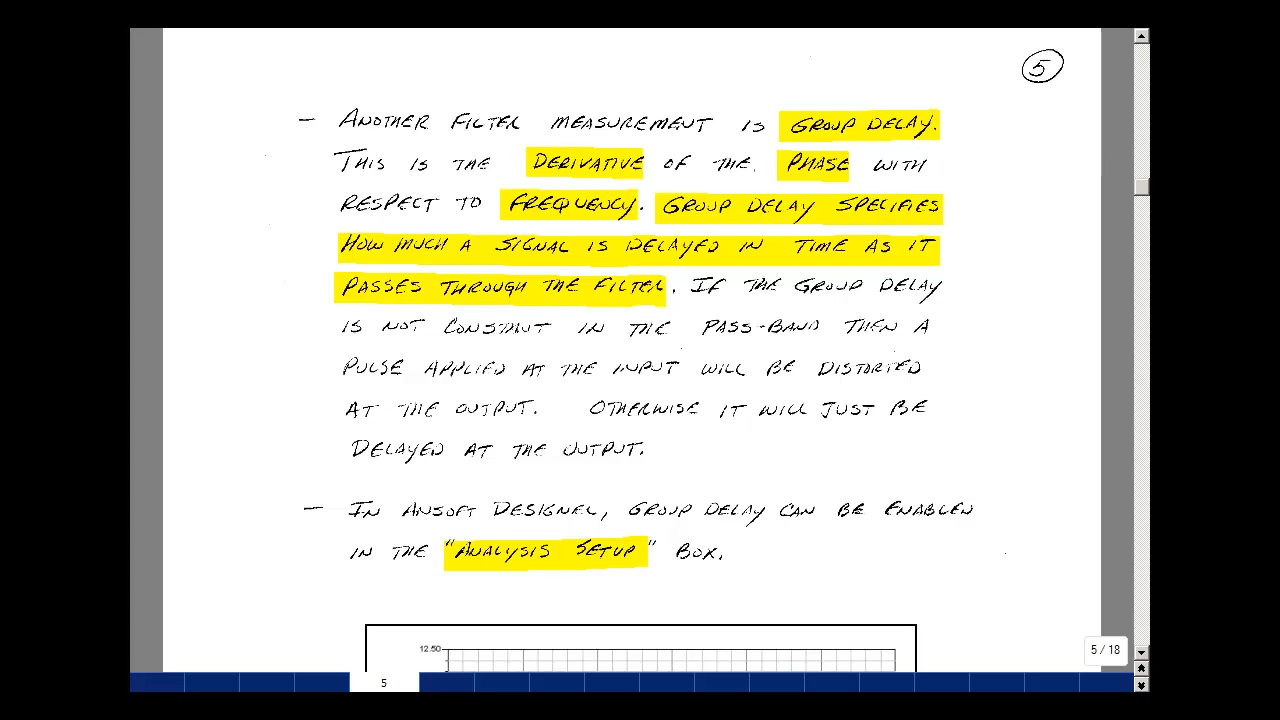 5
- ANOTHER FILTER MEASUREMENT IS GROUP DELAY.
THIS IS THE DERIVATIVE OF THE PHASE WITH
RESPECT TO FREQUENCY. GROUP DELAY SPECIFIES
HOW MUCH A SIGNAL IS DELAYED IN TIME AS IT
PASSES THROUGH THE FILTER. IF THE GROUP DELAY
IS NOT CONSTANT IN THE PASS-BAND THEN A
PULSE APPLIED AT THE INPUT WILL BE DISTORTED
AT THE OUTPUT. OTHERWISE IT WILL JUST BE
DELAYED AT THE OUTPUT.
- IN ANSOFT DESIGNER, GROUP DELAY CAN BE ENABLED
IN THE "ANALYSIS SETUP" BOX.
12.50
5 / 18
5